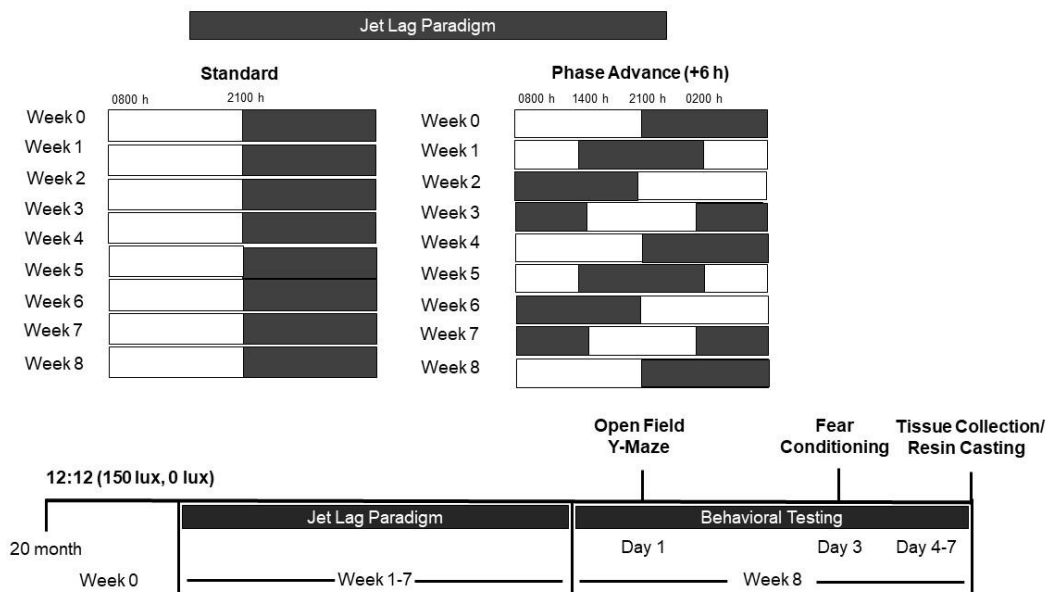 Jet Lag Paradigm
Standard
0800 h 2100 h
Week 0
Week 1
Week 2
Week 3
Week 4
Week 5
Week 6
Week 7
Week 8
Phase Advance (+6 h)
0800 h 1400 h 2100 h 0200 h
Week 0
Week 1
Week 2
Week 3
Week 4
Week 5
Week 6
Week 7
Week 8
Open Field
Y-Maze
Fear
Conditioning
Tissue Collection/
Resin Casting
12:12 (150 lux, 0 lux)
Jet Lag Paradigm
Behavioral Testing
20 month
Day 1
Day 3
Day 4-7
Week 0
Week 1-7
Week 8